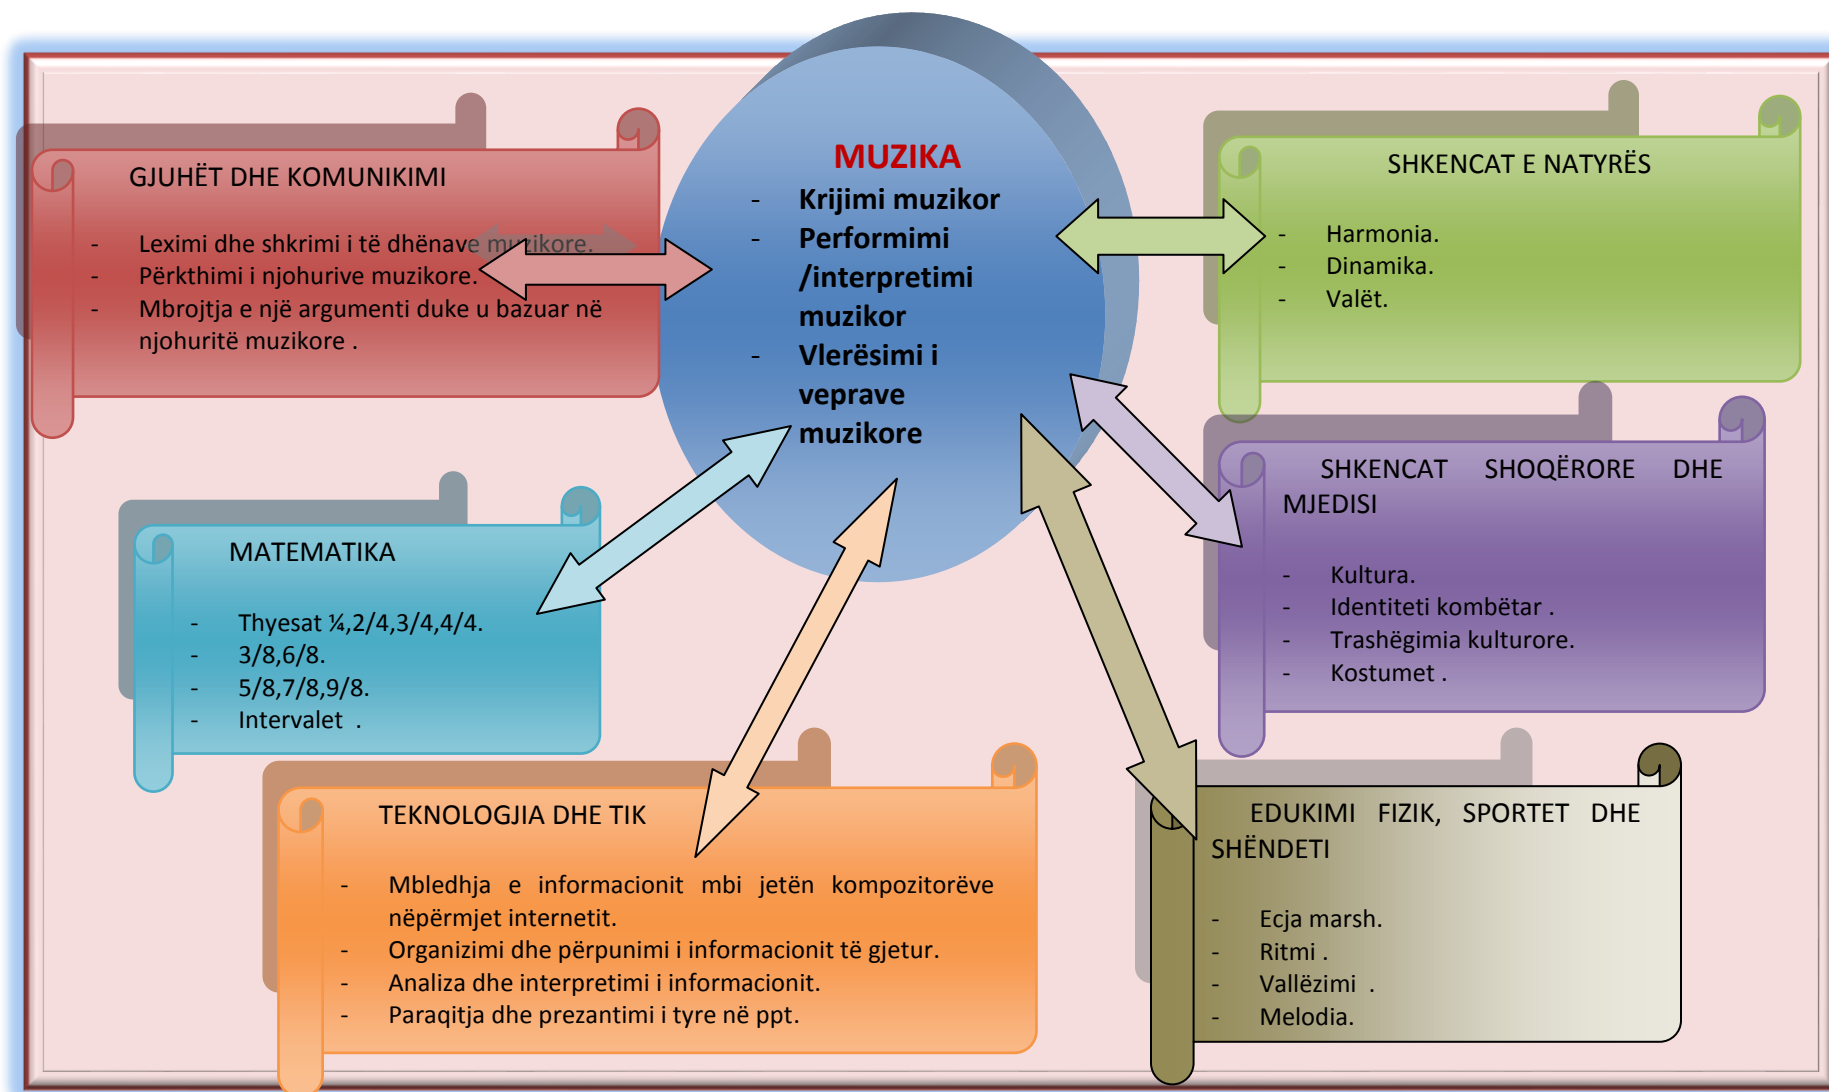 MUZIKA
- Krijimi muzikor
- Performimi
/interpretimi
muzikor
- Vlerësimi i
veprave
muzikore
GJUHËT DHE KOMUNIKIMI
- Leximi dhe shkrimi i të dhënave muzikore.
- Përkthimi i njohurive muzikore.
- Mbrojtja e një argumenti duke u bazuar në
njohuritë muzikore .
SHKENCAT E NATYRËS
- Harmonia.
- Dinamika.
- Valët.
MATEMATIKA
- Thyesat ¼,2/4,3/4,4/4.
- 3/8,6/8.
- 5/8,7/8,9/8.
- Intervalet .
SHKENCAT SHOQËRORE DHE
MJEDISI
- Kultura.
- Identiteti kombëtar .
- Trashëgimia kulturore.
- Kostumet .
TEKNOLOGJIA DHE TIK
- Mbledhja e informacionit mbi jetën kompozitorëve
nëpërmjet internetit.
- Organizimi dhe përpunimi i informacionit të gjetur.
- Analiza dhe interpretimi i informacionit.
- Paraqitja dhe prezantimi i tyre në ppt.
EDUKIMI FIZIK, SPORTET DHE
SHËNDETI
- Ecja marsh.
- Ritmi .
- Vallëzimi .
- Melodia.